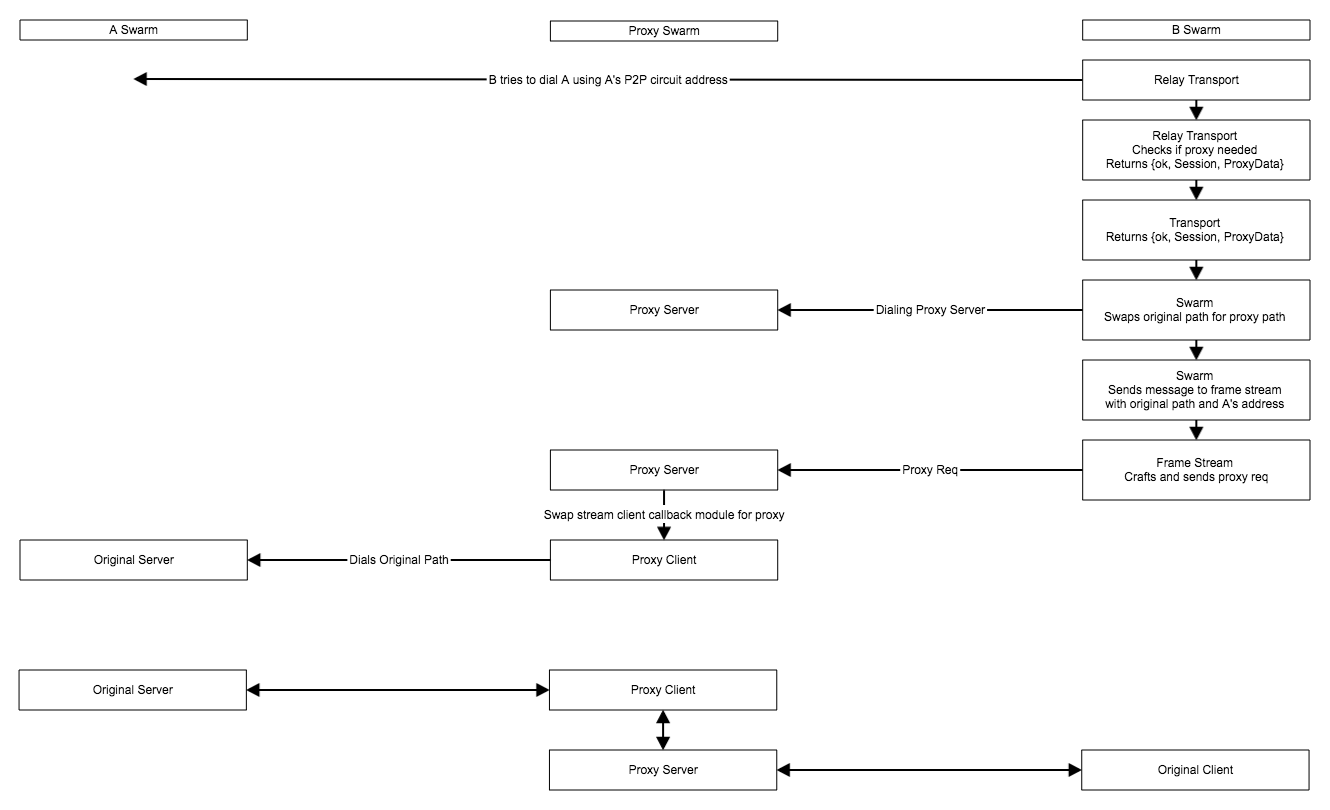 A Swarm
Proxy Swarm
B Swarm
B tries to dial A using A's P2P circuit address
Relay Transport
Relay Transport
Checks if proxy needed
Returns {ok, Session, ProxyData}
Transport
Returns {ok, Session, ProxyData}
Proxy Server
Dialing Proxy Server
Swarm
Swaps original path for proxy path
Swarm
Sends message to frame stream
with original path and A's address
Proxy Server
Proxy Req
Frame Stream
Crafts and sends proxy req
Swap stream client callback module for proxy
Original Server
Dials Original Path
Proxy Client
Original Server
Proxy Client
Proxy Server
Original Client